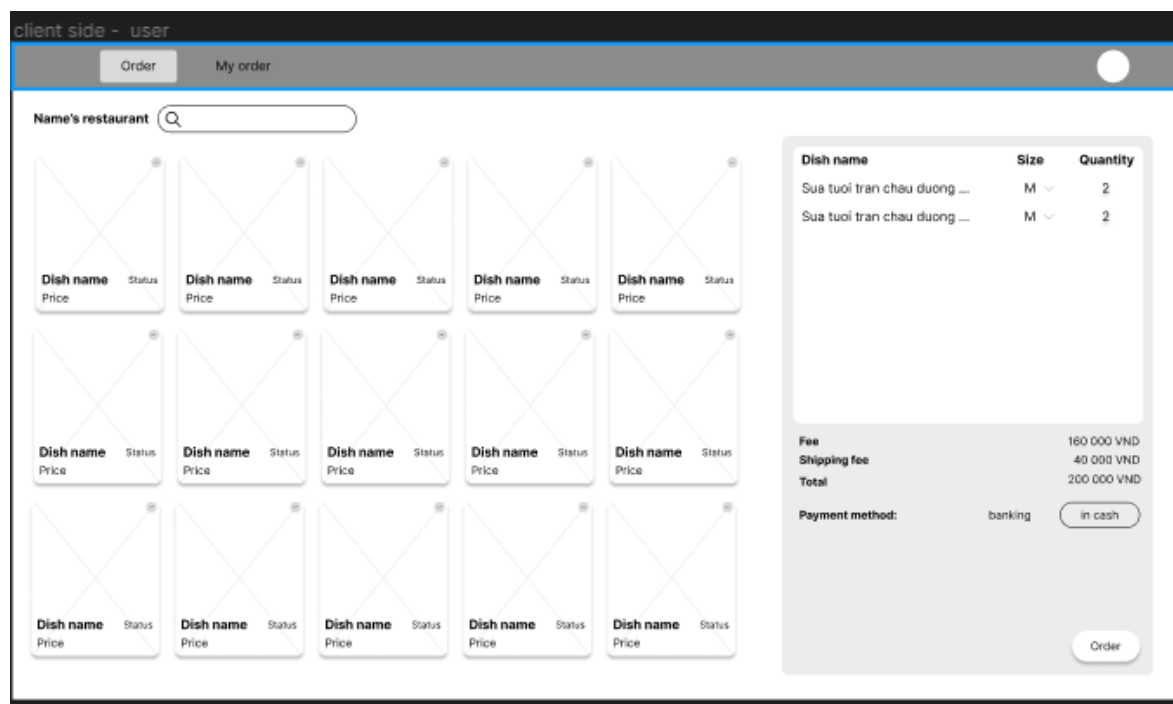 client side - user
Order My order
Name's restaurant
Dish name Status Dish name Status Dish name Status Dish name Status Dish name Status
Price Price Price Price Price
Dish name Status Dish name Status Dish name Status Dish name Status Dish name Status
Price Price Price Price Price
Dish name Status Dish name Status Dish name Status Dish name Status Dish name Status
Price Price Price Price Price
Dish name Size Quantity
Sua tuoi tran chau duong ... M 2
Sua tuoi tran chau duong ... M 2
Fee 160 000 VND
Shipping fee 40 000 VND
Total 200 000 VND
Payment method: banking in cash
Order